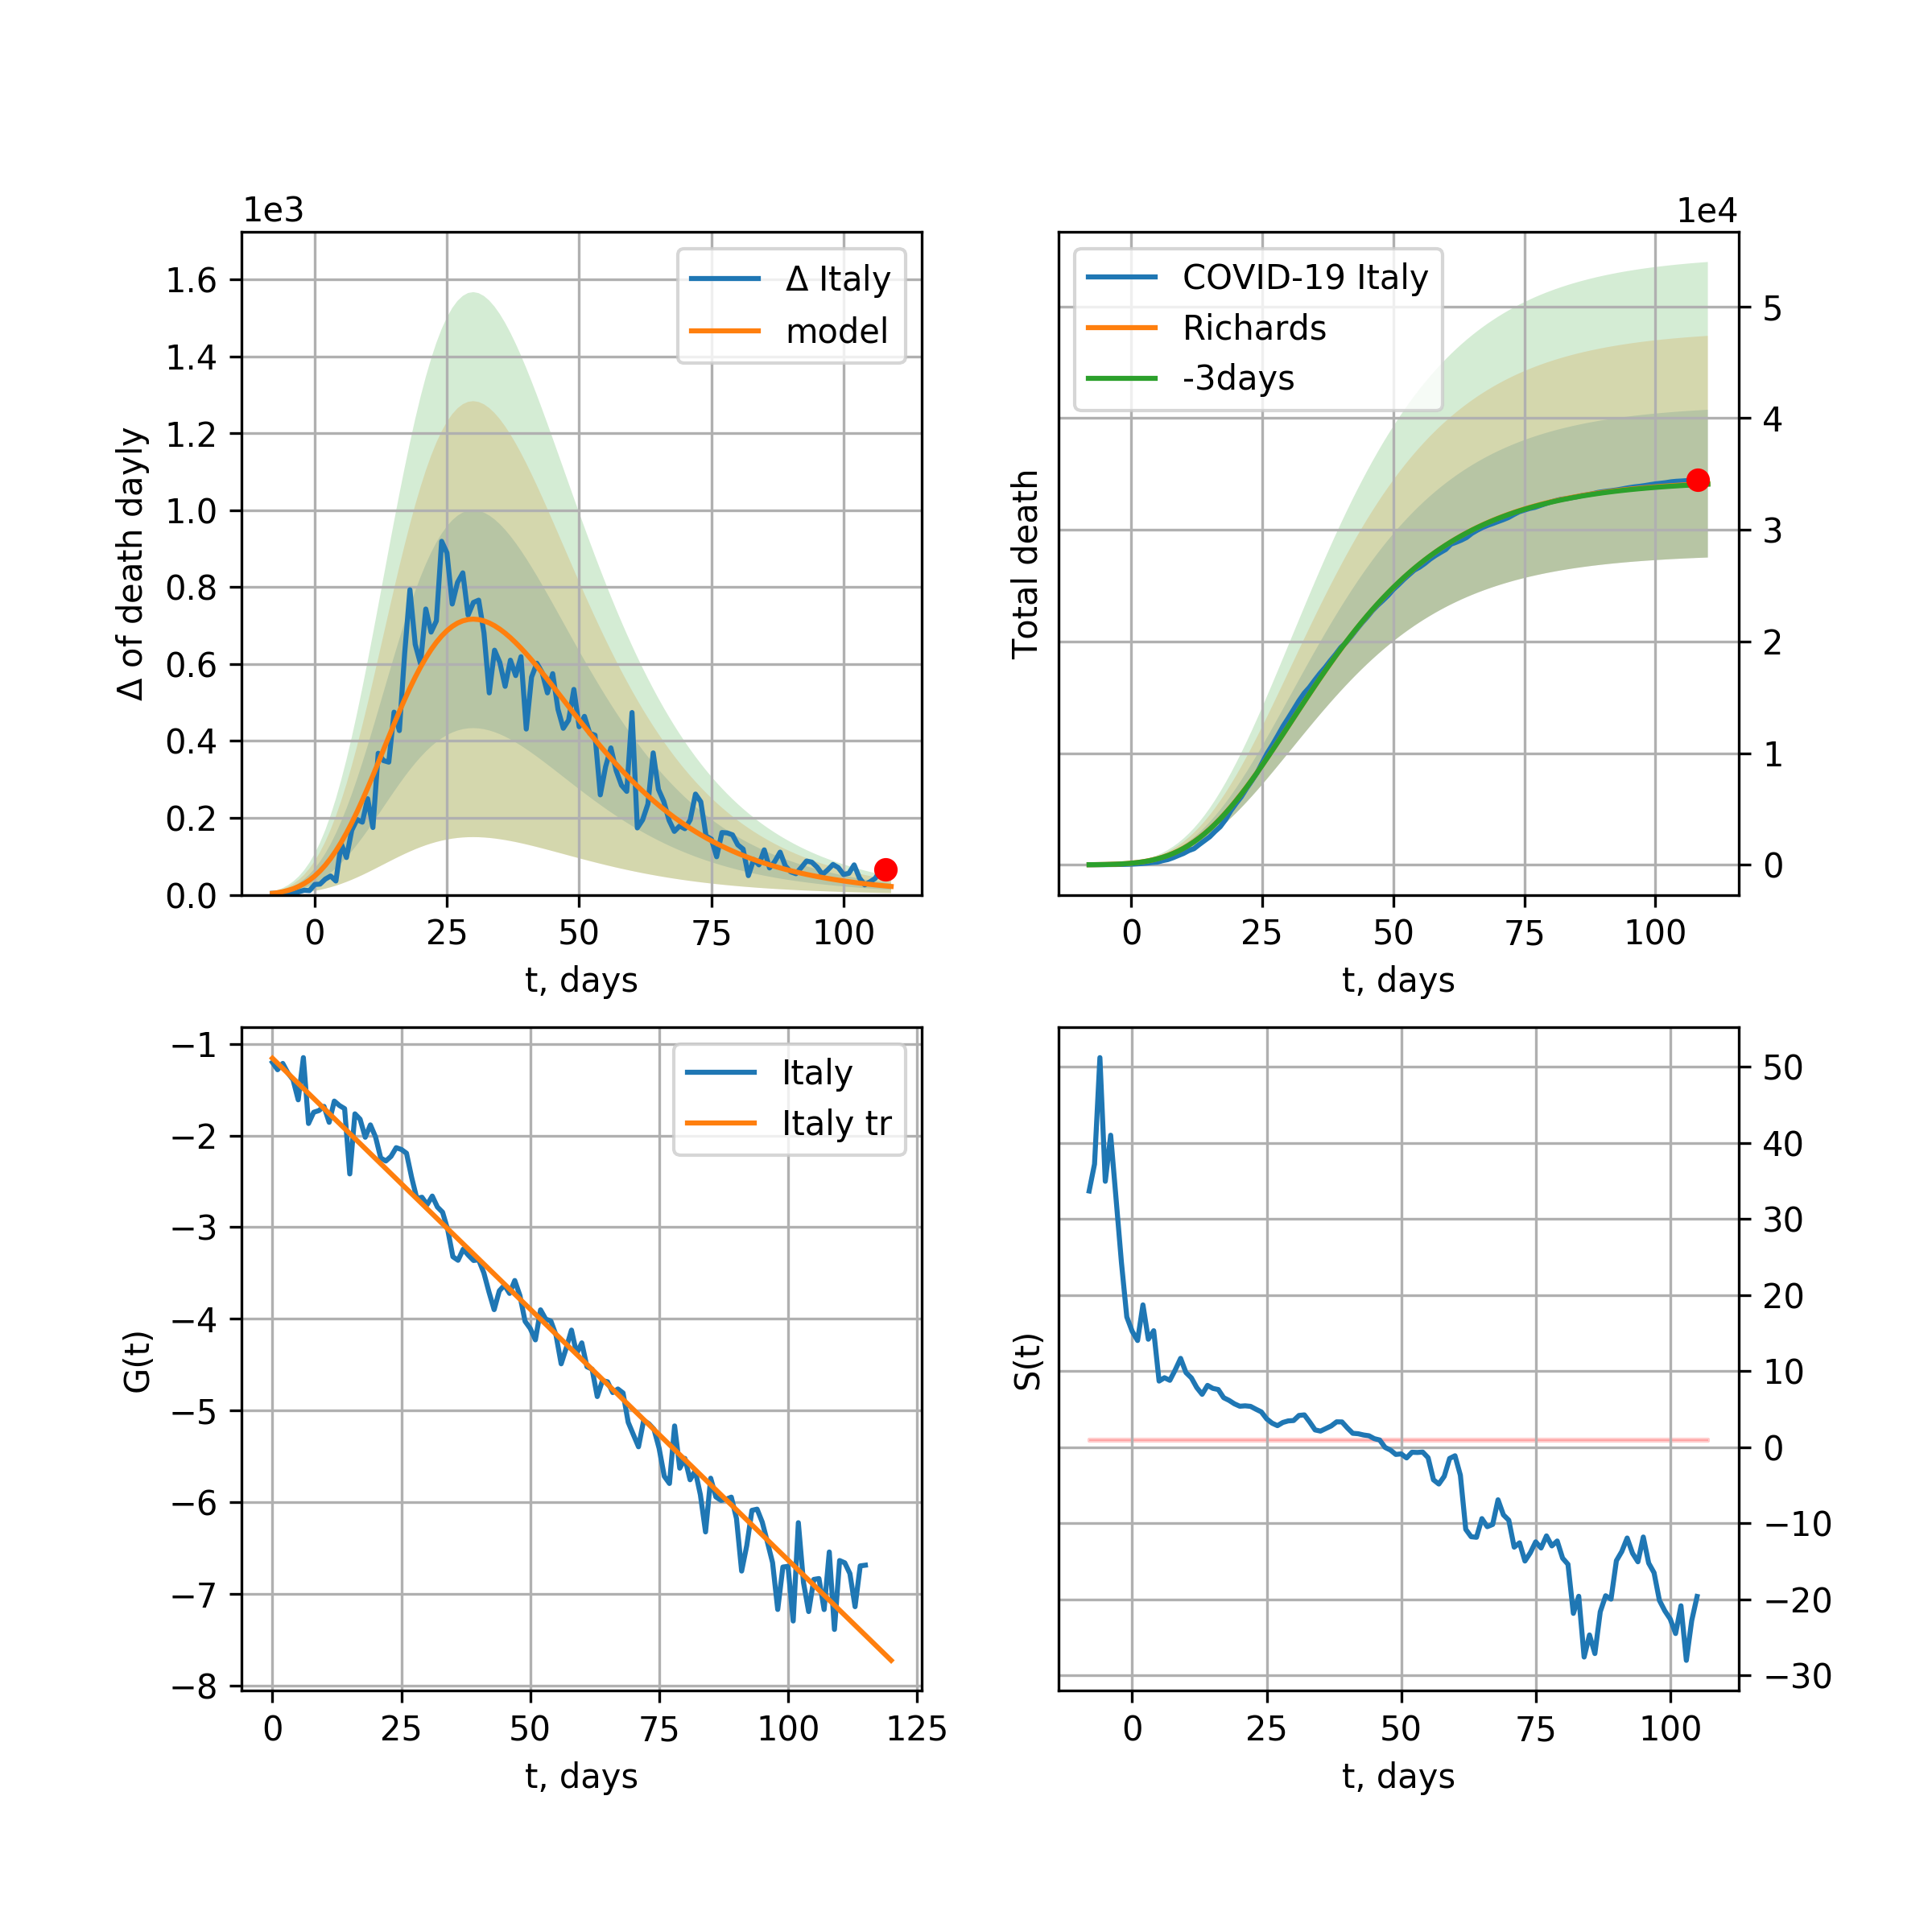 1e3
1.6
1.4
1.2
1.0
0.8
0.6
0.4
0.2
0.0
Δ of death dayly
Δ Italy
model
0 25 50 75 100
t, days
1e4
COVID-19 Italy
Richards
-3days
Total death
5
4
3
2
1
0
0 25 50 75 100
t, days
−1
−2
−3
−4
−5
−6
−7
−8
G(t)
Italy
Italy tr
0 25 50 75 100 125
t, days
S(t)
50
40
30
20
10
0
−10
−20
−30
0 25 50 75 100
t, days